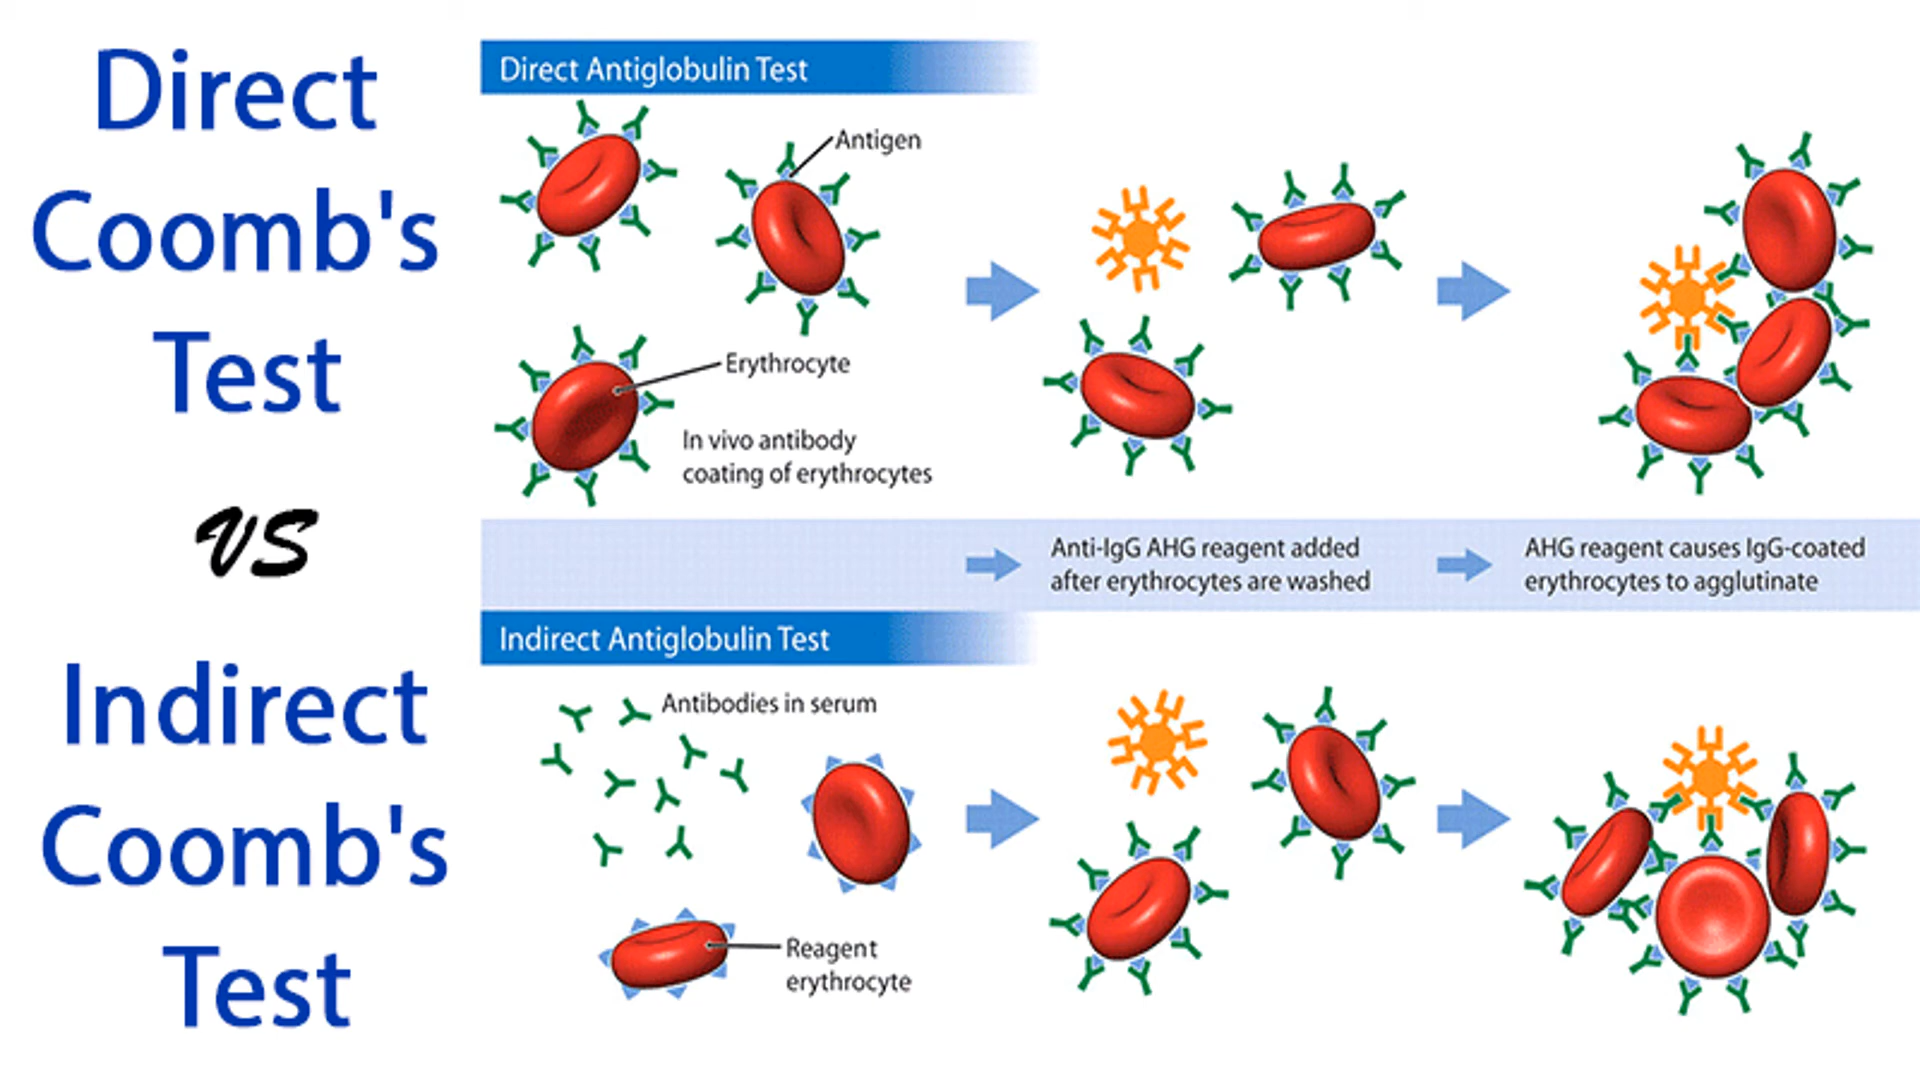 Direct
Coomb's
Test
VS
Indirect
Coomb's
Test
Direct Antiglobulin Test
Antigen
Erythrocyte
In vivo antibody
coating of erythrocytes
Anti-IgG AHG reagent added
after erythrocytes are washed
AHG reagent causes IgG-coated
erythrocytes to agglutinate
Indirect Antiglobulin Test
Antibodies in serum
Reagent
erythrocyte